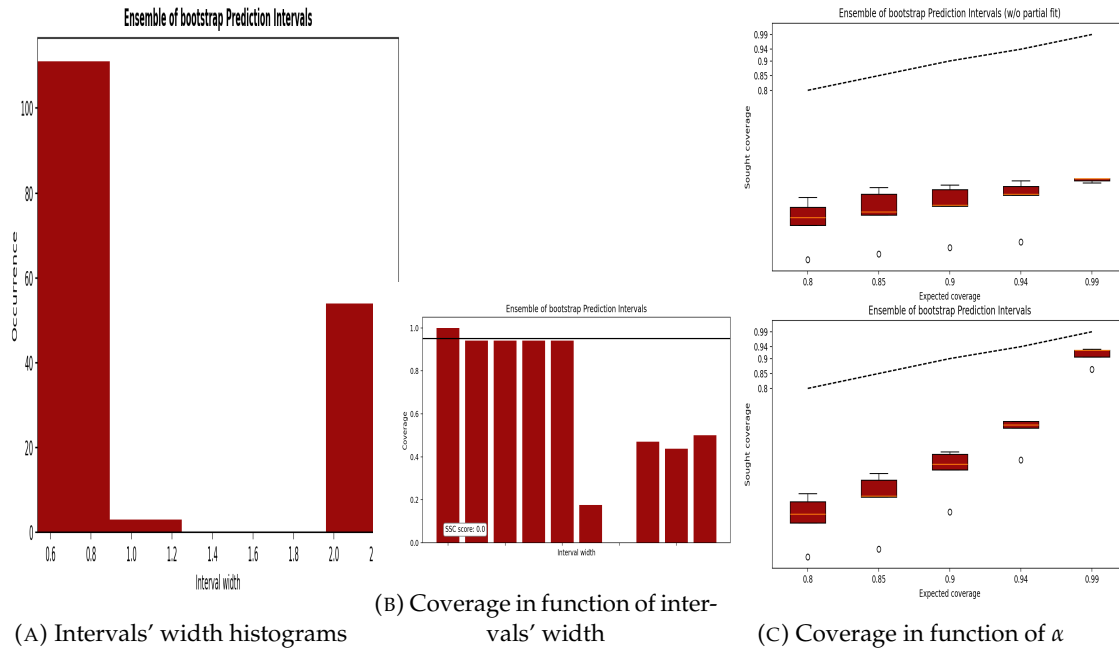 Ensemble of bootstrap Prediction Intervals
100
80
60
40
20
0
Occurrence
0.6 0.8 1.0 1.2 1.4 1.6 1.8 2.0 2
Interval width
(A) Intervals' width histograms
Ensemble of bootstrap Prediction Intervals
1.0
0.8
0.6
0.4
0.2
0.0
Coverage
SSC score: 0.0
Interval width
(B) Coverage in function of inter-
vals' width
Ensemble of bootstrap Prediction Intervals (w/o partial fit)
0.99
0.94
0.9
0.85
0.8
Sought coverage
0.8 0.85 0.9 0.94 0.99
Expected coverage
Ensemble of bootstrap Prediction Intervals
0.99
0.94
0.9
0.85
0.8
Sought coverage
0.8 0.85 0.9 0.94 0.99
Expected coverage
(C) Coverage in function of α